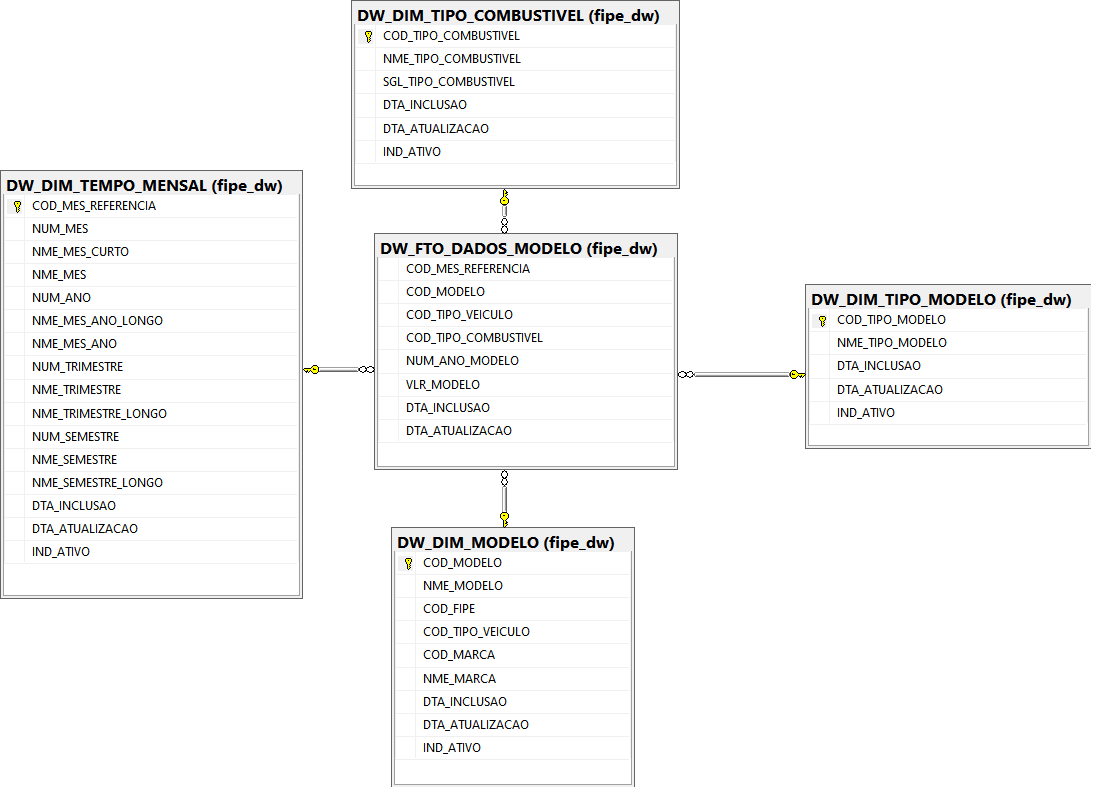 DW_DIM_TIPO_COMBUSTIVEL (fipe_dw)
COD_TIPO_COMBUSTIVEL
NME_TIPO_COMBUSTIVEL
SGL_TIPO_COMBUSTIVEL
DTA_INCLUSAO
DTA_ATUALIZACAO
IND_ATIVO
DW_DIM_TEMPO_MENSAL (fipe_dw)
COD_MES_REFERENCIA
NUM_MES
NME_MES_CURTO
NME_MES
NUM_ANO
NME_MES_ANO_LONGO
NME_MES_ANO
NUM_TRIMESTRE
NME_TRIMESTRE
NME_TRIMESTRE_LONGO
NUM_SEMESTRE
NME_SEMESTRE
NME_SEMESTRE_LONGO
DTA_INCLUSAO
DTA_ATUALIZACAO
IND_ATIVO
DW_FTO_DADOS_MODELO (fipe_dw)
COD_MES_REFERENCIA
COD_MODELO
COD_TIPO_VEICULO
COD_TIPO_COMBUSTIVEL
NUM_ANO_MODELO
VLR_MODELO
DTA_INCLUSAO
DTA_ATUALIZACAO
DW_DIM_TIPO_MODELO (fipe_dw)
COD_TIPO_MODELO
NME_TIPO_MODELO
DTA_INCLUSAO
DTA_ATUALIZACAO
IND_ATIVO
DW_DIM_MODELO (fipe_dw)
COD_MODELO
NME_MODELO
COD_FIPE
COD_TIPO_VEICULO
COD_MARCA
NME_MARCA
DTA_INCLUSAO
DTA_ATUALIZACAO
IND_ATIVO